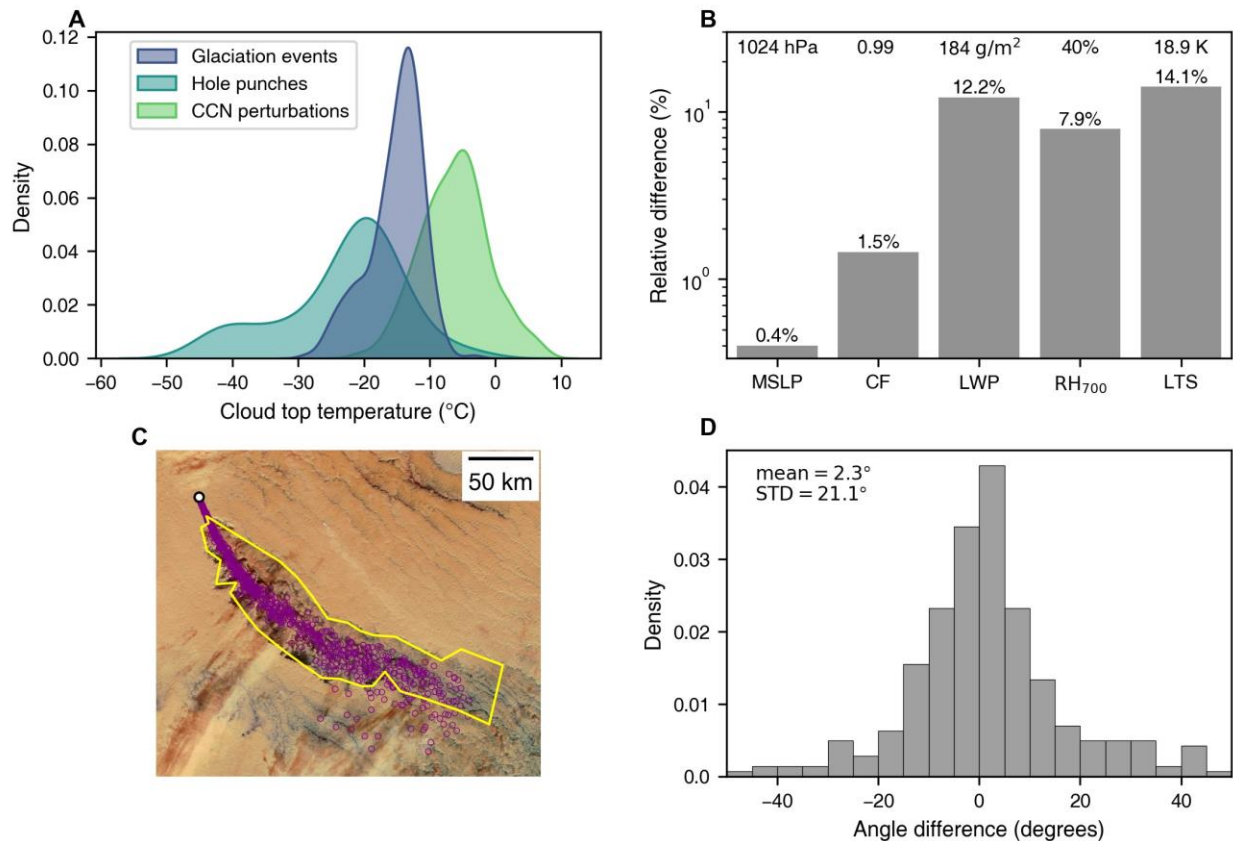 A
0.12
0.10
0.08
0.06
0.04
0.02
0.00
Density
Glaciation events
Hole punches
CCN perturbations
−60 −50 −40 −30 −20 −10 0 10
Cloud top temperature (°C)
B
1024 hPa 0.99 184 g/m² 40% 18.9 K
0.4% 1.5% 12.2% 7.9% 14.1%
10¹
10⁰
Relative difference (%)
MSLP CF LWP RH₇₀₀ LTS
C
50 km
D
mean = 2.3°
STD = 21.1°
0.04
0.03
0.02
0.01
0.0
Density
−40 −20 0 20 40
Angle difference (degrees)